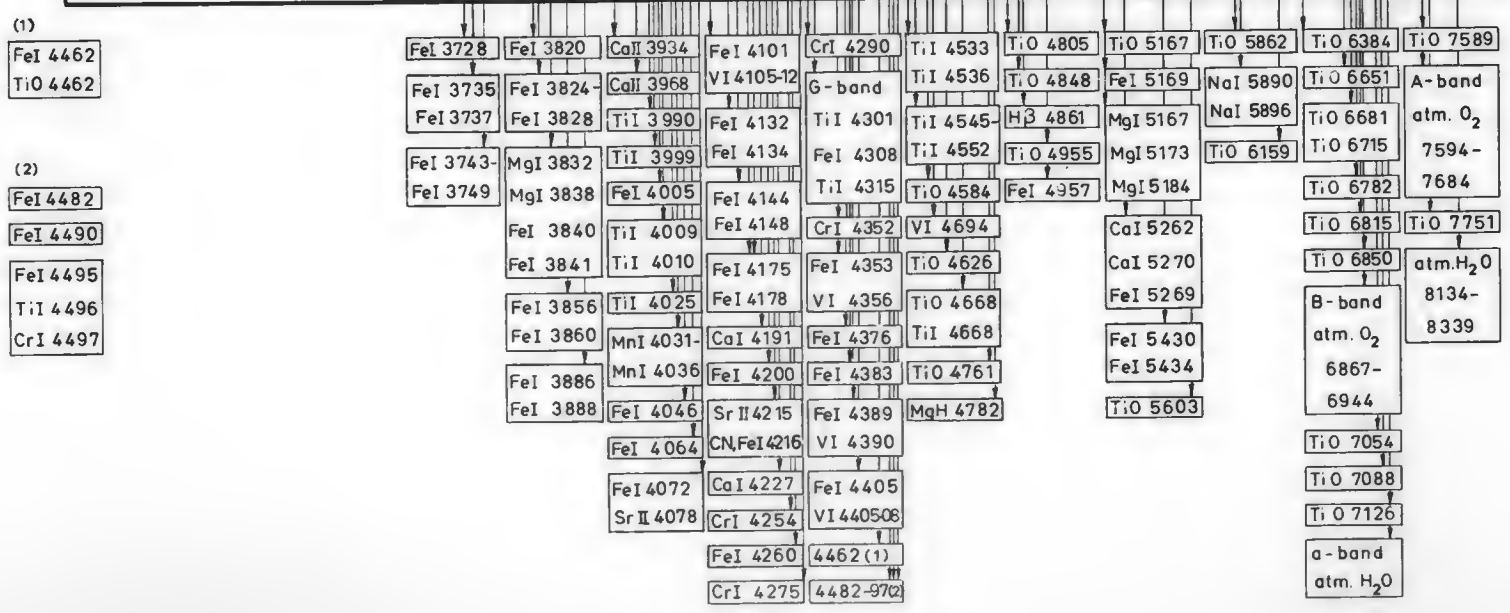 (1)
FeI 4462
TiO 4462
(2)
FeI 4482
FeI 4490
FeI 4495
TiI 4496
CrI 4497
FeI 3728
FeI 3735
FeI 3737
FeI 3743-
FeI 3749
FeI 3820
FeI 3824-
FeI 3828
MgI 3832
MgI 3838
FeI 3840
FeI 3841
FeI 3856
FeI 3860
FeI 3886
FeI 3888
CaII 3934
CaII 3968
TiI 3990
TiI 3999
FeI 4005
TiI 4009
TiI 4010
TiI 4025
MnI 4031-
MnI 4036
FeI 4046
FeI 4064
FeI 4072
Sr II 4078
FeI 4101
VI 4105-12
FeI 4132
FeI 4134
FeI 4144
FeI 4148
FeI 4175
FeI 4178
CaI 4191
FeI 4200
Sr II 4215
CN,FeI 4216
CaI 4227
CrI 4254
FeI 4260
CrI 4275
CrI 4290
G-band
TiI 4301
FeI 4308
TiI 4315
CrI 4352
FeI 4353
VI 4356
FeI 4376
FeI 4383
FeI 4389
VI 4390
FeI 4405
VI 4405-08
4462 (1)
4482-97(2)
TiI 4533
TiI 4536
TiI 4545-
TiI 4552
TiO 4584
VI 4694
TiO 4626
TiO 4668
TiI 4668
TiO 4761
MgH 4782
TiO 4805
TiO 4848
Hβ 4861
TiO 4955
FeI 4957
TiO 5167
FeI 5169
MgI 5167
MgI 5173
MgI 5184
CaI 5262
CaI 5270
FeI 5269
FeI 5430
FeI 5434
TiO 5603
TiO 5862
NaI 5890
NaI 5896
TiO 6159
TiO 6384
TiO 6651
TiO 6681
TiO 6715
TiO 6782
TiO 6815
TiO 6850
B-band
atm. O₂
6867-
6944
TiO 7054
TiO 7088
TiO 7126
a-band
atm. H₂O
TiO 7589
A-band
atm. O₂
7594-
7684
TiO 7751
atm.H₂O
8134-
8339